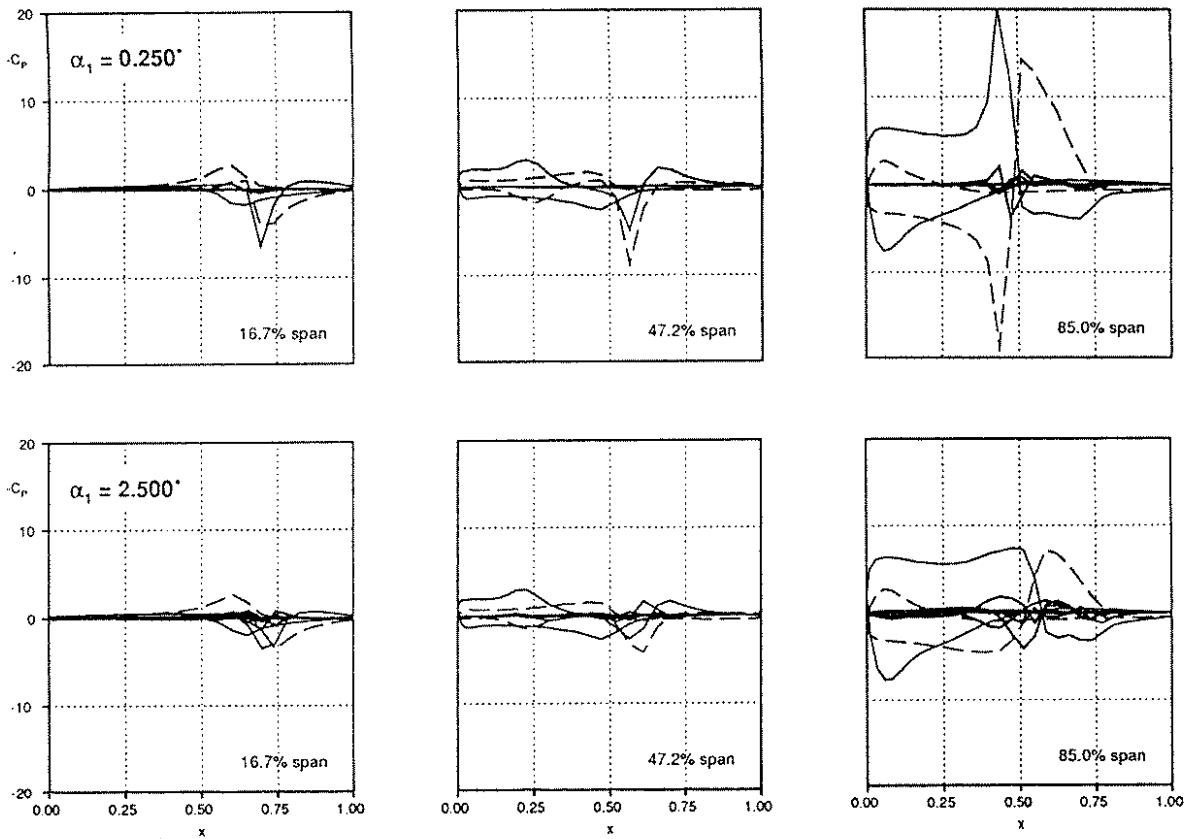 20
-Cₚ
α₁ = 0.250°
10
0
-10
-20
16.7% span
47.2% span
85.0% span
20
-Cₚ
α₁ = 2.500°
10
0
-10
-20
16.7% span
47.2% span
85.0% span
0.00 0.25 0.50 0.75 1.00
0.00 0.25 0.50 0.75 1.00
0.00 0.25 0.50 0.75 1.00
x
x
x